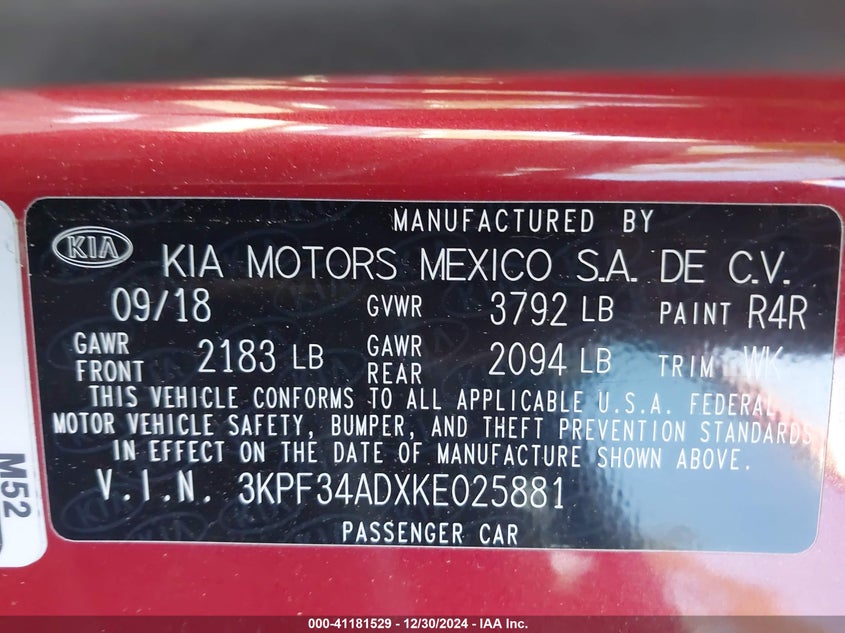 MANUFACTURED BY
KIA
KIA MOTORS MEXICO S.A. DE C.V.
09/18 GVWR 3792 LB PAINT R4R
GAWR FRONT 2183 LB GAWR REAR 2094 LB TRIM WK
THIS VEHICLE CONFORMS TO ALL APPLICABLE U.S.A. FEDERAL
MOTOR VEHICLE SAFETY, BUMPER, AND THEFT PREVENTION STANDARDS
IN EFFECT ON THE DATE OF MANUFACTURE SHOWN ABOVE.
V.I.N. 3KPF34ADXKE025881
PASSENGER CAR
M52
000-41181529 - 12/30/2024 - IAA Inc.